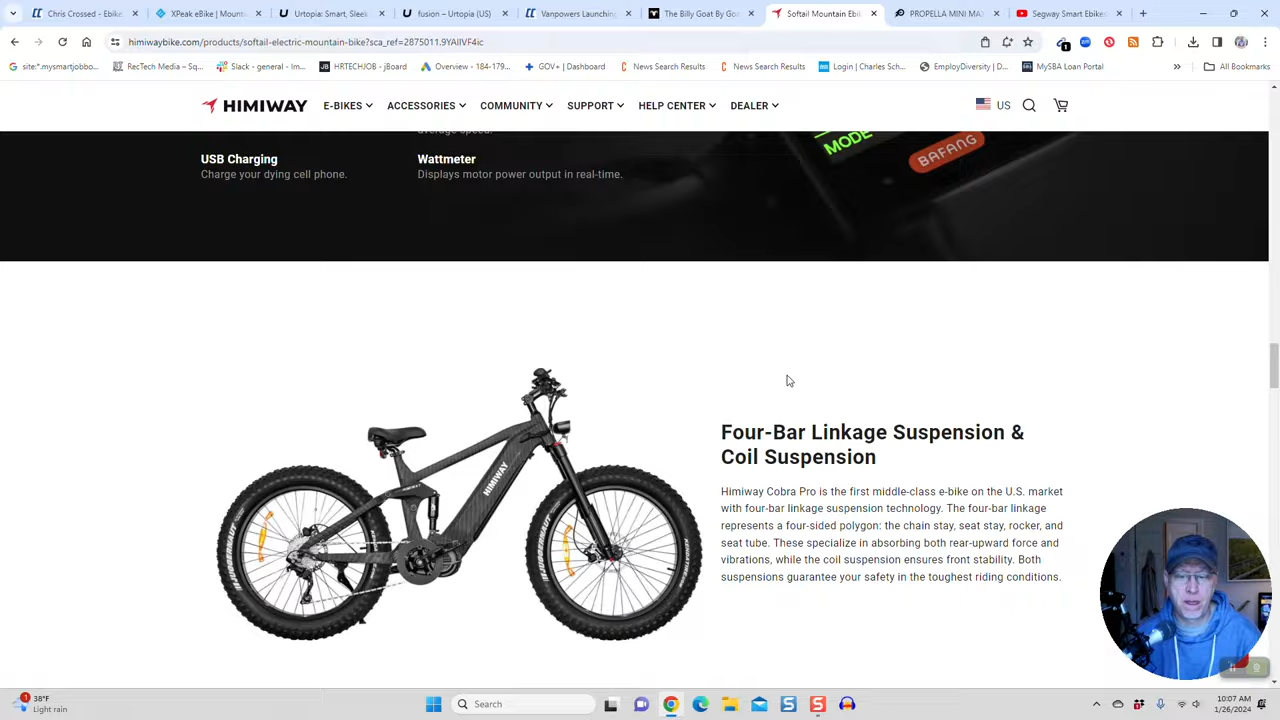 Chris Crossed - Ebike
XPeak eBike | Mount
Urtopia: Smart, Sleek
fusion – Urtopia (US)
Vanpowers Launching
The Billy Goat By Go
Softail Mountain Ebi
PROPELLA MINI MAX
Segway Smart Ebikes
himiwaybike.com/products/softail-electric-mountain-bike?sca_ref=2875011.9YAIIVF4ic
site:*.mysmartjobbo...
RecTech Media – Sq...
Slack - general - Im...
HRTECHJOB - jBoard
Overview - 184-179...
GOV+ | Dashboard
News Search Results
News Search Results
Login | Charles Sch...
EmployDiversity | D...
MySBA Loan Portal
All Bookmarks
HIMIWAY E-BIKES ACCESSORIES COMMUNITY SUPPORT HELP CENTER DEALER US
average speed.
MODE
BAFANG
USB Charging
Charge your dying cell phone.
Wattmeter
Displays motor power output in real-time.
HIMIWAY
Four-Bar Linkage Suspension &
Coil Suspension
Himiway Cobra Pro is the first middle-class e-bike on the U.S. market
with four-bar linkage suspension technology. The four-bar linkage
represents a four-sided polygon: the chain stay, seat stay, rocker, and
seat tube. These specialize in absorbing both rear-upward force and
vibrations, while the coil suspension ensures front stability. Both
suspensions guarantee your safety in the toughest riding conditions.
1
38°F
Light rain
Search
10:07 AM
1/26/2024